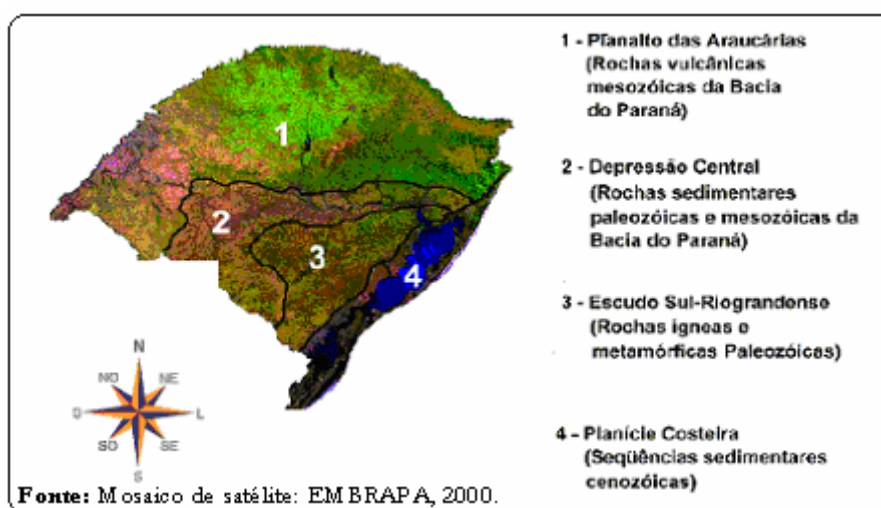 1 - Planalto das Araucárias
(Rochas vulcânicas
mesozóicas da Bacia
do Paraná)
2 - Depressão Central
(Rochas sedimentares
paleozóicas e mesozóicas da
Bacia do Paraná)
3 - Escudo Sul-Riograndense
(Rochas ígneas e
metamórficas Paleozóicas)
4 - Planície Costeira
(Seqüências sedimentares
cenozóicas)
1
2
3
4
N
NO NE
O L
SO SE
S
Fonte: Mosaico de satélite: EMBRAPA, 2000.